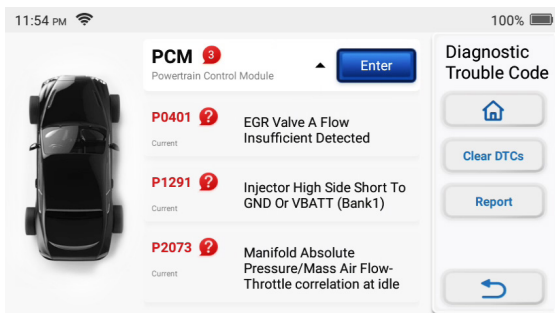 11:54 PM
100%
PCM 3
Powertrain Control Module
Enter
P0401 ?
Current
EGR Valve A Flow
Insufficient Detected
P1291 ?
Current
Injector High Side Short To
GND Or VBATT (Bank1)
P2073 ?
Current
Manifold Absolute
Pressure/Mass Air Flow-
Throttle correlation at idle
Diagnostic
Trouble Code
Clear DTCs
Report